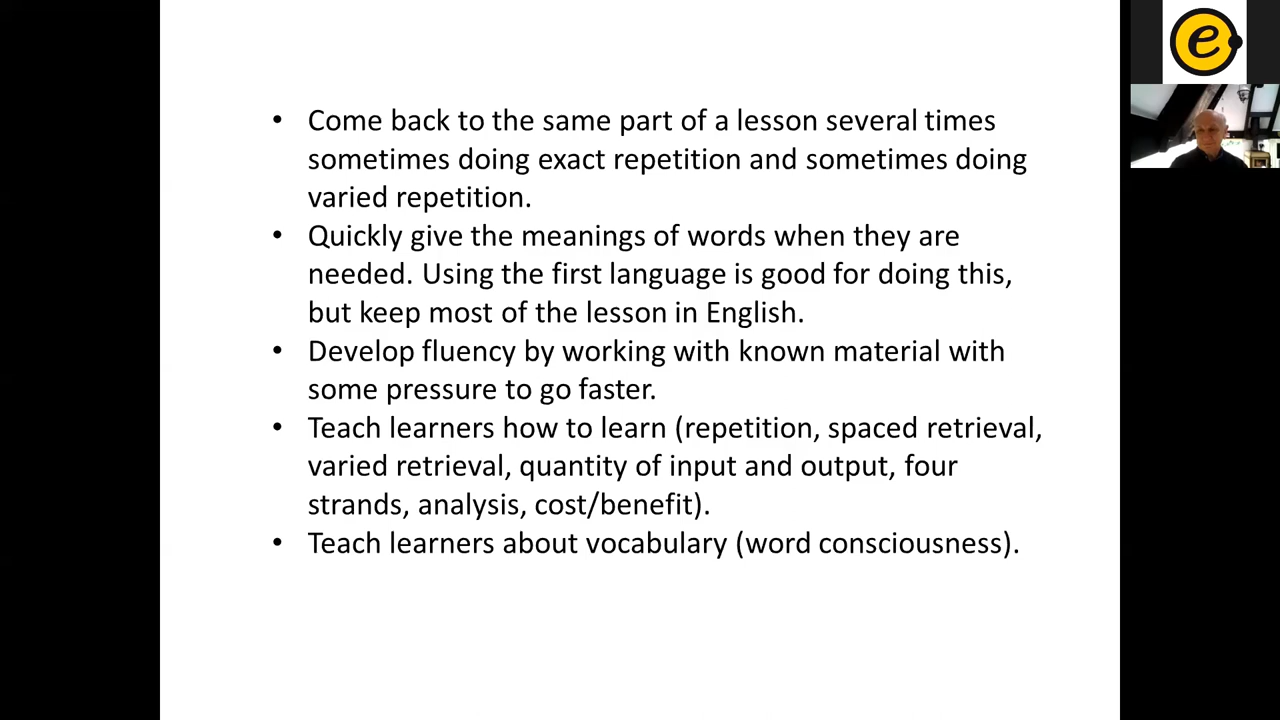 • Come back to the same part of a lesson several times
sometimes doing exact repetition and sometimes doing
varied repetition.
• Quickly give the meanings of words when they are
needed. Using the first language is good for doing this,
but keep most of the lesson in English.
• Develop fluency by working with known material with
some pressure to go faster.
• Teach learners how to learn (repetition, spaced retrieval,
varied retrieval, quantity of input and output, four
strands, analysis, cost/benefit).
• Teach learners about vocabulary (word consciousness).
e